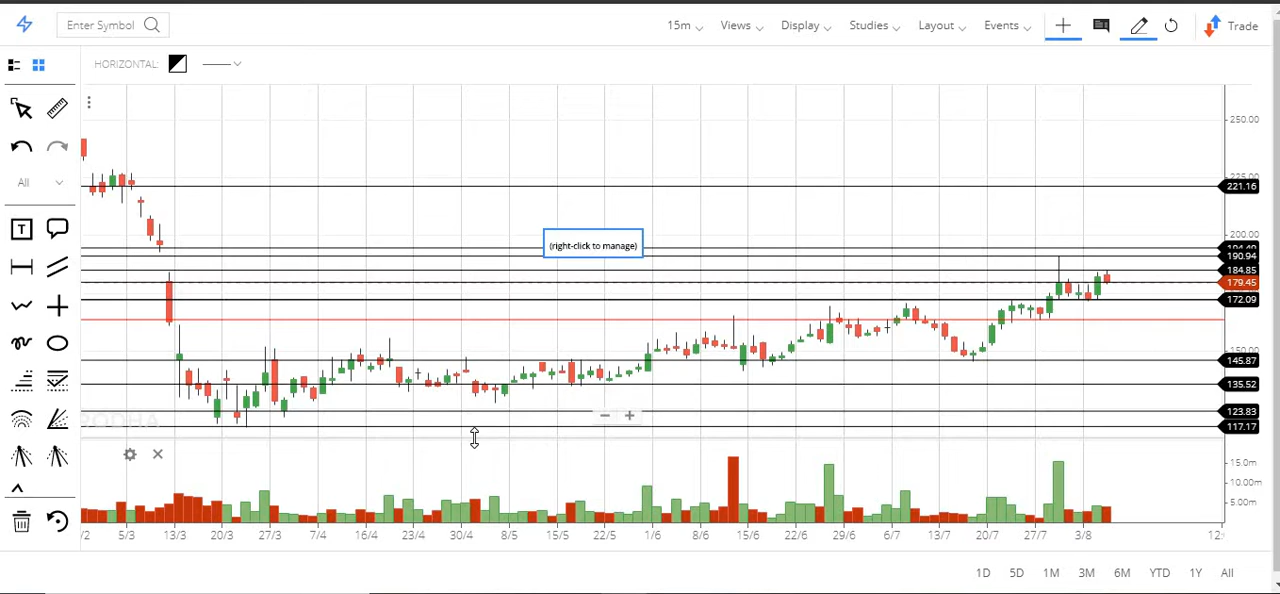 Enter Symbol
15m
Views
Display
Studies
Layout
Events
Trade
HORIZONTAL:
All
T
(right-click to manage)
250.00
221.16
200.00
190.94
184.85
179.45
172.09
145.87
135.52
123.83
117.17
15.0m
10.00m
5.00m
5/3
13/3
20/3
27/3
7/4
16/4
23/4
30/4
8/5
15/5
22/5
1/6
8/6
15/6
22/6
29/6
6/7
13/7
20/7
27/7
3/8
1D
5D
1M
3M
6M
YTD
1Y
All